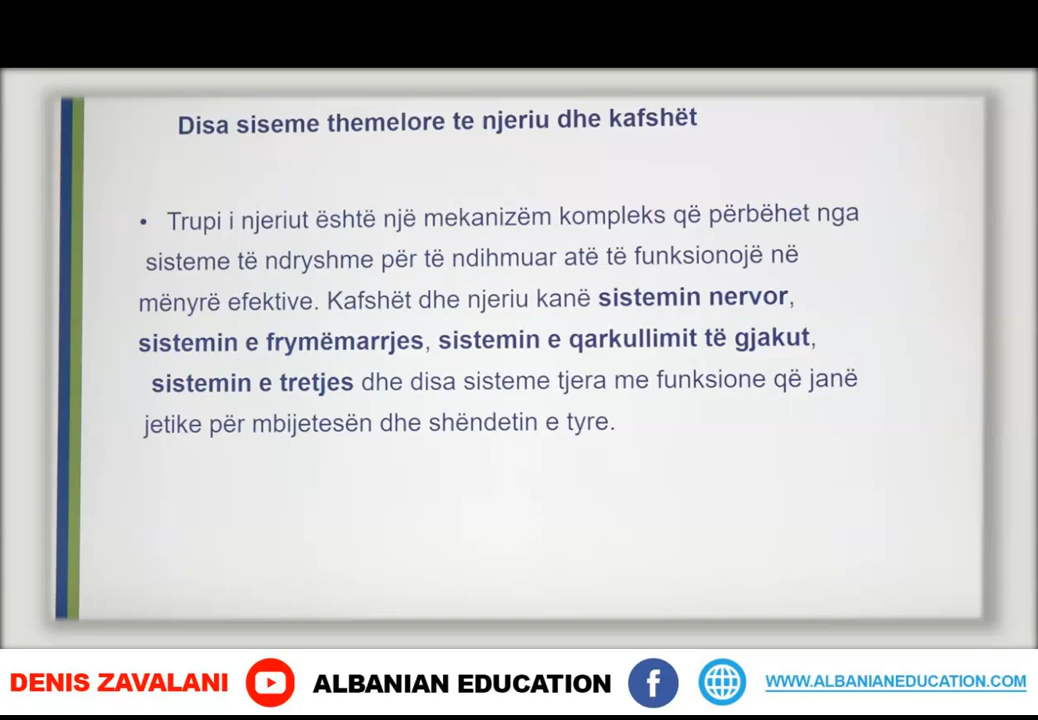 Disa siseme themelore te njeriu dhe kafshët
• Trupi i njeriut është një mekanizëm kompleks që përbëhet nga
sisteme të ndryshme për të ndihmuar atë të funksionojë në
mënyrë efektive. Kafshët dhe njeriu kanë sistemin nervor,
sistemin e frymëmarrjes, sistemin e qarkullimit të gjakut,
sistemin e tretjes dhe disa sisteme tjera me funksione që janë
jetike për mbijetesën dhe shëndetin e tyre.
DENIS ZAVALANI ALBANIAN EDUCATION f WWW.ALBANIANEDUCATION.COM